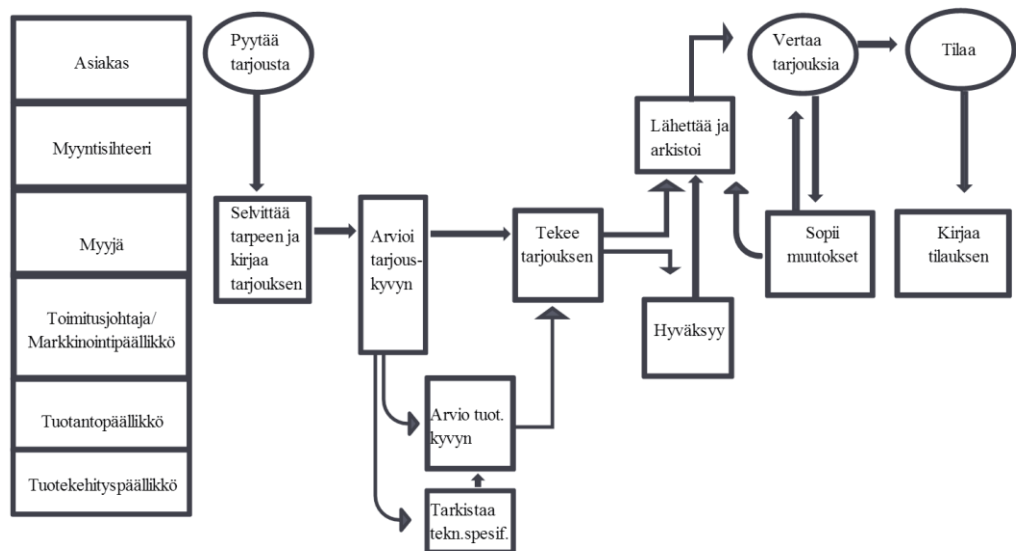 Asiakas
Myyntisihteeri
Myyjä
Toimitusjohtaja/
Markkinointipäällikkö
Tuotantopäällikkö
Tuotekehityspäällikkö
Pyytää
tarjousta
Selvittää
tarpeen ja
kirjaa
tarjouksen
Arvioi
tarjous-
kyvyn
Arvio tuot.
kyvyn
Tarkistaa
tekn.spesif.
Tekee
tarjouksen
Lähettää ja
arkistoi
Hyväksyy
Vertaa
tarjouksia
Sopii
muutokset
Tilaa
Kirjaa
tilauksen